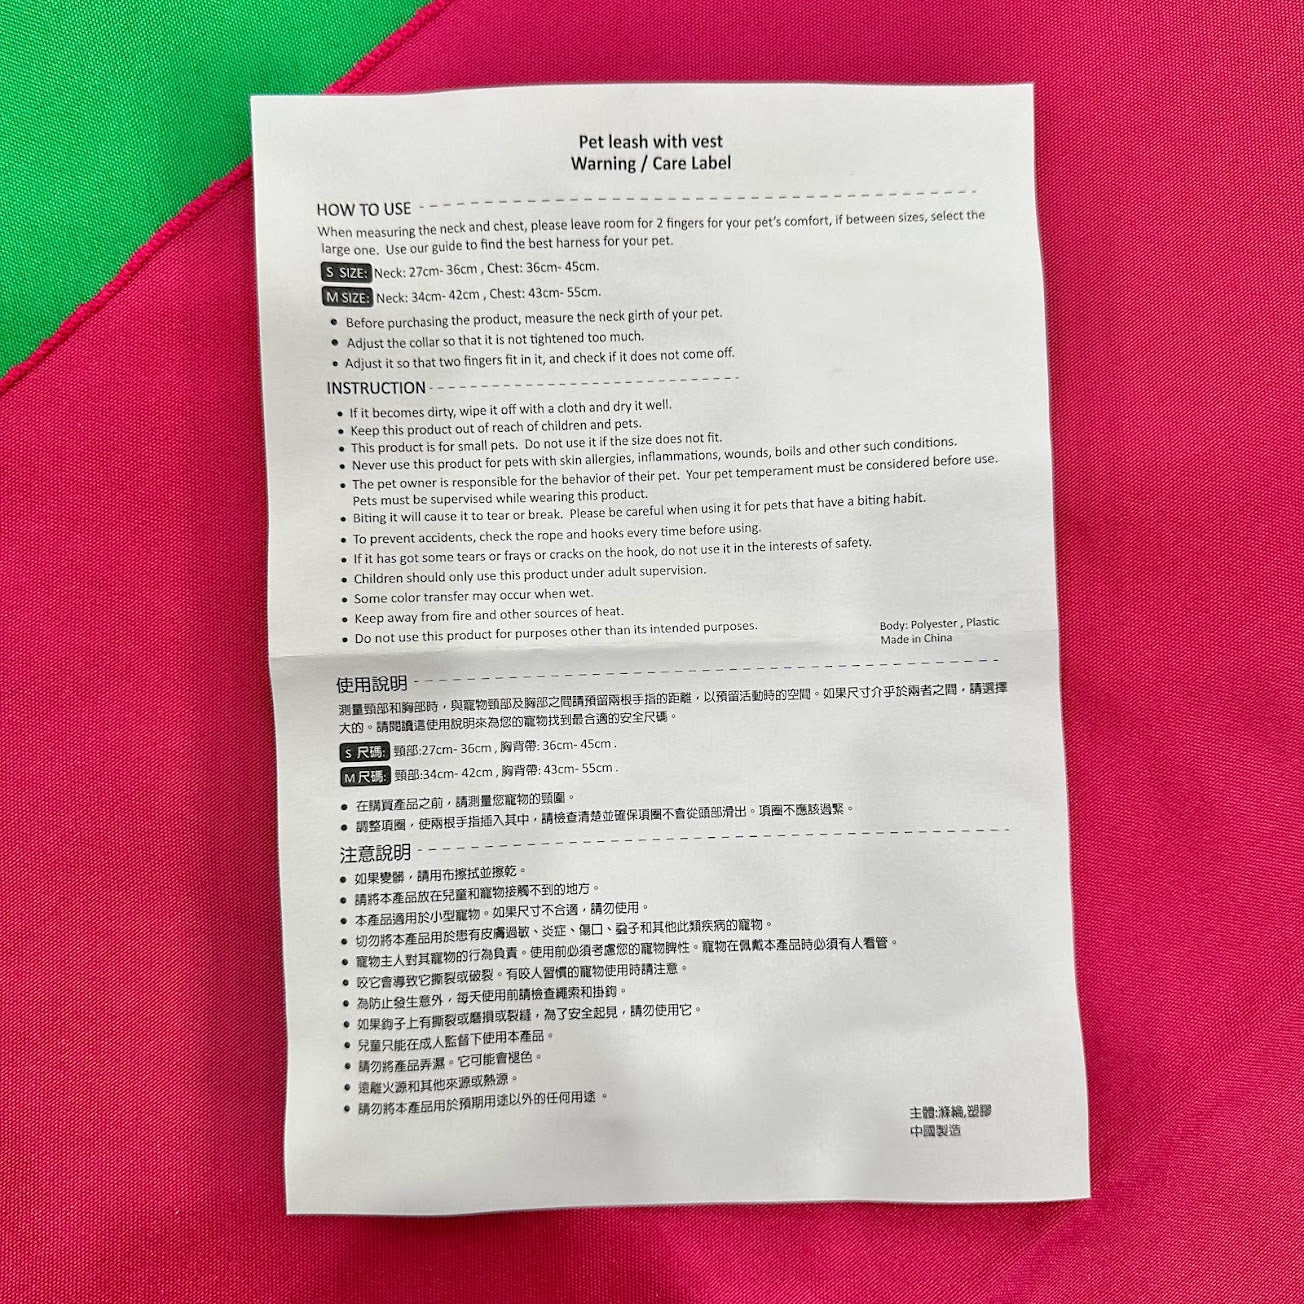 Pet leash with vest
Warning / Care Label
HOW TO USE
When measuring the neck and chest, please leave room for 2 fingers for your pet's comfort, if between sizes, select the
large one. Use our guide to find the best harness for your pet.
S SIZE: Neck: 27cm- 36cm , Chest: 36cm- 45cm.
M SIZE: Neck: 34cm- 42cm , Chest: 43cm- 55cm.
• Before purchasing the product, measure the neck girth of your pet.
• Adjust the collar so that it is not tightened too much.
• Adjust it so that two fingers fit in it, and check if it does not come off.
INSTRUCTION
• If it becomes dirty, wipe it off with a cloth and dry it well.
• Keep this product out of reach of children and pets.
• This product is for small pets. Do not use it if the size does not fit.
• Never use this product for pets with skin allergies, inflammations, wounds, boils and other such conditions.
• The pet owner is responsible for the behavior of their pet. Your pet temperament must be considered before use.
Pets must be supervised while wearing this product.
• Biting it will cause it to tear or break. Please be careful when using it for pets that have a biting habit.
• To prevent accidents, check the rope and hooks every time before using.
• If it has got some tears or frays or cracks on the hook, do not use it in the interests of safety.
• Children should only use this product under adult supervision.
• Some color transfer may occur when wet.
• Keep away from fire and other sources of heat.
• Do not use this product for purposes other than its intended purposes.
Body: Polyester , Plastic
Made in China
使用說明
測量頸部和胸部時，與寵物頸部及胸部之間請預留兩根手指的距離，以預留活動時的空間。如果尺寸介乎於兩者之間，請選擇
大的。請閱讀這使用說明來為您的寵物找到最合適的安全尺碼。
S 尺碼: 頸部:27cm- 36cm , 胸背帶: 36cm- 45cm .
M 尺碼: 頸部:34cm- 42cm , 胸背帶: 43cm- 55cm .
• 在購買產品之前，請測量您寵物的頸圍。
• 調整項圈，使兩根手指插入其中，請檢查清楚並確保項圈不會從頭部滑出。項圈不應該過緊。
注意說明
• 如果變髒，請用布擦拭並擦乾。
• 請將本產品放在兒童和寵物接觸不到的地方。
• 本產品適用於小型寵物。如果尺寸不合適，請勿使用。
• 切勿將本產品用於患有皮膚過敏、炎症、傷口、蝨子和其他此類疾病的寵物。
• 寵物主人對其寵物的行為負責。使用前必須考慮您的寵物脾性。寵物在佩戴本產品時必須有人看管。
• 咬它會導致它撕裂或破裂。有咬人習慣的寵物使用時請注意。
• 為防止發生意外，每天使用前請檢查繩索和掛鉤。
• 如果鉤子上有撕裂或磨損或裂縫，為了安全起見，請勿使用它。
• 兒童只能在成人監督下使用本產品。
• 請勿將產品弄濕。它可能會褪色。
• 遠離火源和其他來源或熱源。
• 請勿將本產品用於預期用途以外的任何用途 。
主體:滌綸,塑膠
中國製造